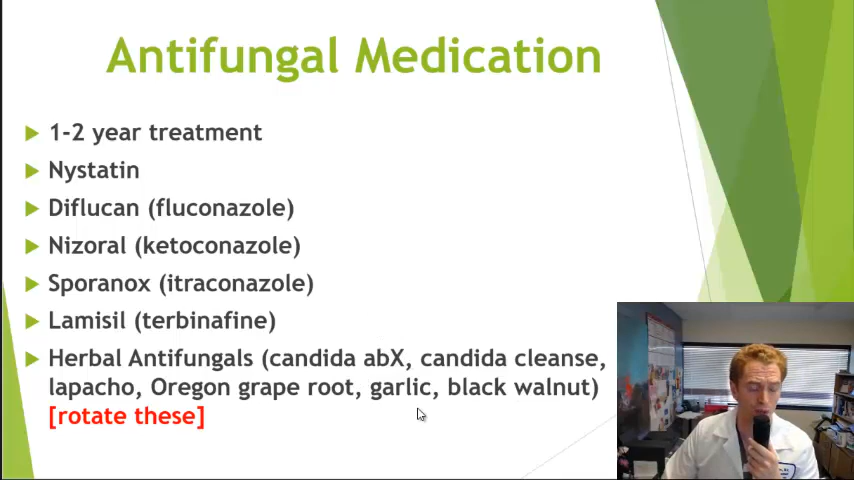 Antifungal Medication
1-2 year treatment
Nystatin
Diflucan (fluconazole)
Nizoral (ketoconazole)
Sporanox (itraconazole)
Lamisil (terbinafine)
Herbal Antifungals (candida abX, candida cleanse,
lapacho, Oregon grape root, garlic, black walnut)
[rotate these]